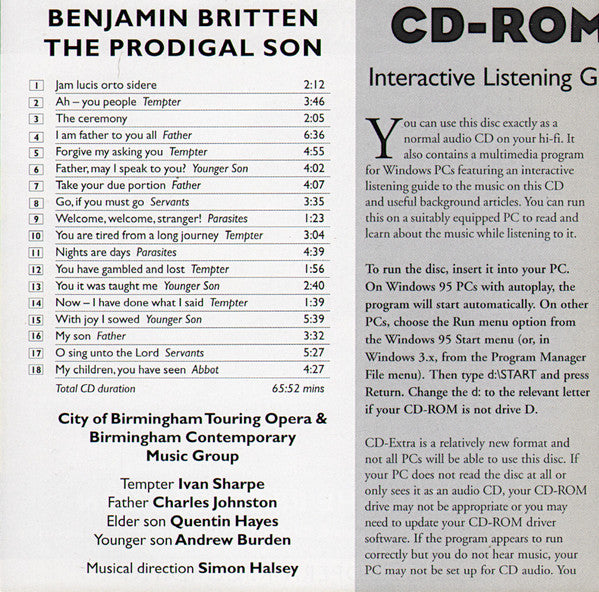 BENJAMIN BRITTEN
THE PRODIGAL SON
1 Jam lucis orto sidere 2:12
2 Ah – you people Tempter 3:46
3 The ceremony 2:05
4 I am father to you all Father 6:36
5 Forgive my asking you Tempter 4:55
6 Father, may I speak to you? Younger Son 4:02
7 Take your due portion Father 4:07
8 Go, if you must go Servants 3:35
9 Welcome, welcome, stranger! Parasites 1:23
10 You are tired from a long journey Tempter 3:04
11 Nights are days Parasites 4:39
12 You have gambled and lost Tempter 1:56
13 You it was taught me Younger Son 2:40
14 Now – I have done what I said Tempter 1:39
15 With joy I sowed Younger Son 5:39
16 My son Father 3:32
17 O sing unto the Lord Servants 5:27
18 My children, you have seen Abbot 4:27
Total CD duration 65:52 mins
City of Birmingham Touring Opera &
Birmingham Contemporary
Music Group
Tempter Ivan Sharpe
Father Charles Johnston
Elder son Quentin Hayes
Younger son Andrew Burden
Musical direction Simon Halsey
CD-ROM
Interactive Listening G
You can use this disc exactly as a
normal audio CD on your hi-fi. It
also contains a multimedia program
for Windows PCs featuring an interactive
listening guide to the music on this CD
and useful background articles. You can run
this on a suitably equipped PC to read and
learn about the music while listening to it.
To run the disc, insert it into your PC.
On Windows 95 PCs with autoplay, the
program will start automatically. On other
PCs, choose the Run menu option from
the Windows 95 Start menu (or, in
Windows 3.x, from the Program Manager
File menu). Then type d:\START and press
Return. Change the d: to the relevant letter
if your CD-ROM is not drive D.
CD-Extra is a relatively new format and
not all PCs will be able to use this disc. If
your PC does not read the disc at all or
only sees it as an audio CD, your CD-ROM
drive may not be appropriate or you may
need to update your CD-ROM driver
software. If the program appears to run
correctly but you do not hear music, your
PC may not be set up for CD audio. You